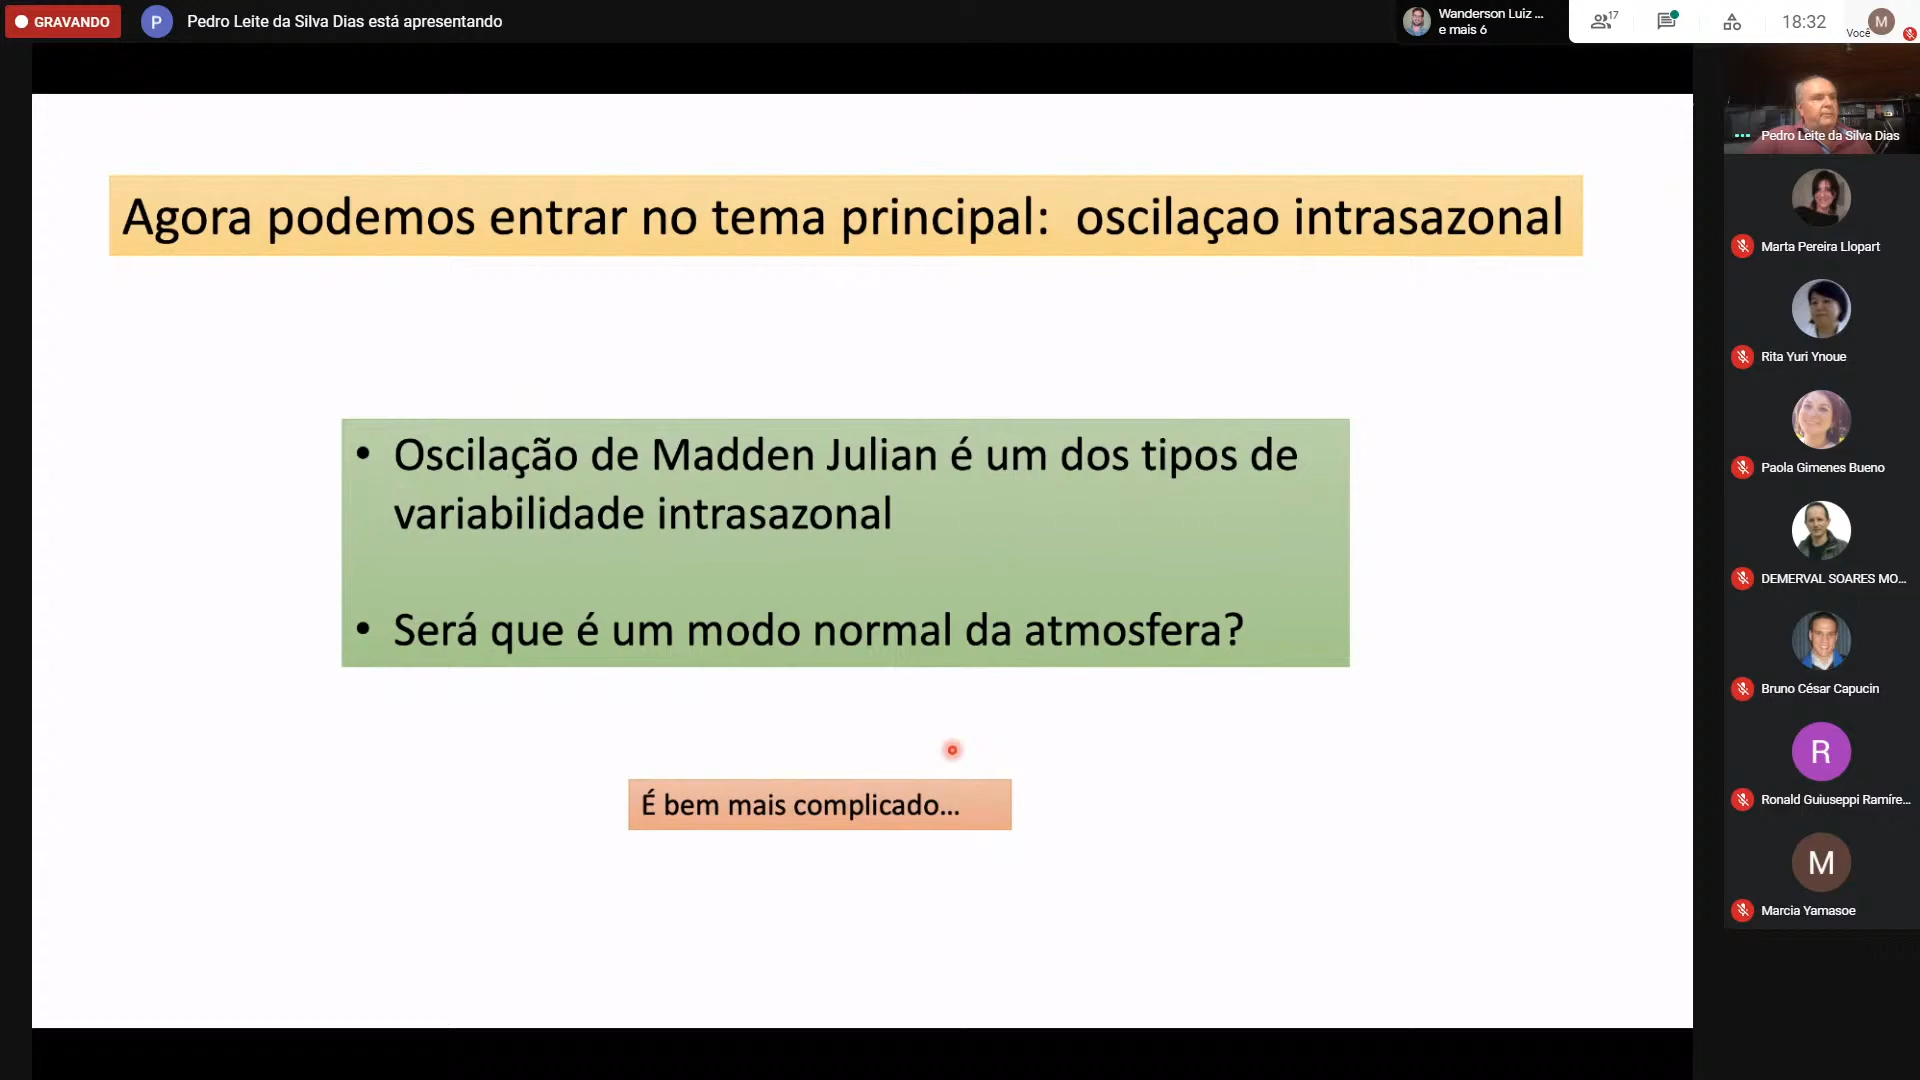 GRAVANDO
P
Pedro Leite da Silva Dias está apresentando
Wanderson Luiz ...
e mais 6
17
18:32
Você
M
Agora podemos entrar no tema principal:  oscilaçao intrasazonal
• Oscilação de Madden Julian é um dos tipos de
variabilidade intrasazonal
• Será que é um modo normal da atmosfera?
É bem mais complicado...
Pedro Leite da Silva Dias
Marta Pereira Llopart
Rita Yuri Ynoue
Paola Gimenes Bueno
DEMERVAL SOARES MO...
Bruno César Capucin
R
Ronald Guiuseppi Ramíre...
M
Marcia Yamasoe